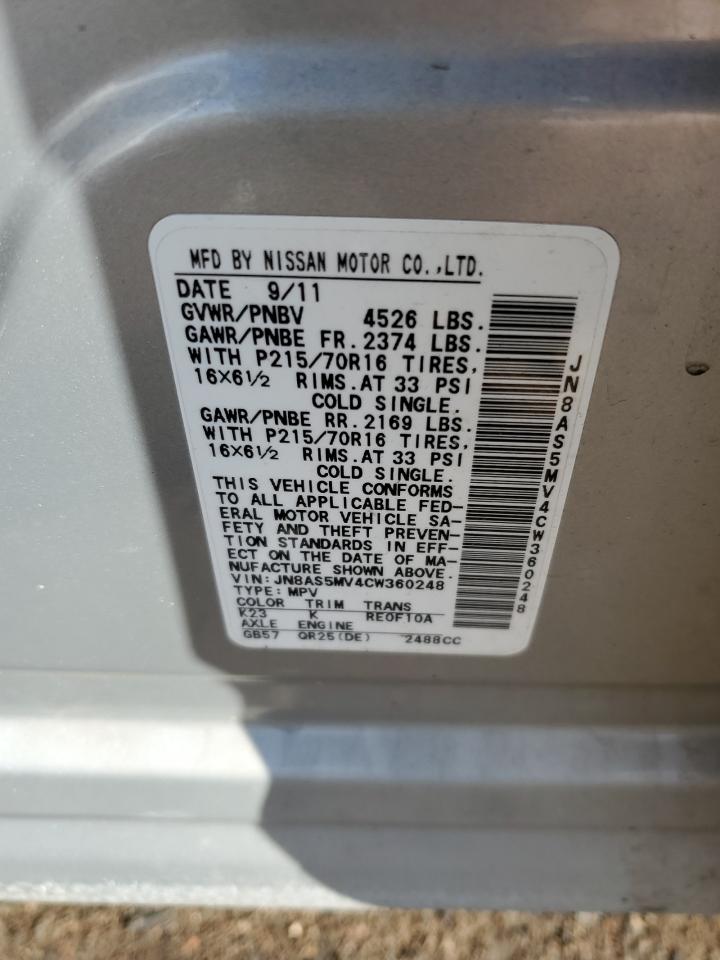 MFD BY NISSAN MOTOR CO.,LTD.
DATE 9/11
GVWR/PNBV 4526 LBS.
GAWR/PNBE FR.2374 LBS.
WITH P215/70R16 TIRES,
16X6½ RIMS.AT 33 PSI
COLD SINGLE.
GAWR/PNBE RR.2169 LBS.
WITH P215/70R16 TIRES,
16X6½ RIMS.AT 33 PSI
COLD SINGLE.
THIS VEHICLE CONFORMS
TO ALL APPLICABLE FED-
ERAL MOTOR VEHICLE SA-
FETY AND THEFT PREVEN-
TION STANDARDS IN EFF-
ECT ON THE DATE OF MA-
NUFACTURE SHOWN ABOVE.
VIN: JN8AS5MV4CW360248
TYPE: MPV
COLOR TRIM TRANS
K23 K RE0F10A
AXLE ENGINE
GB57 QR25(DE) 2488CC
JN8AS5MV4CW360248